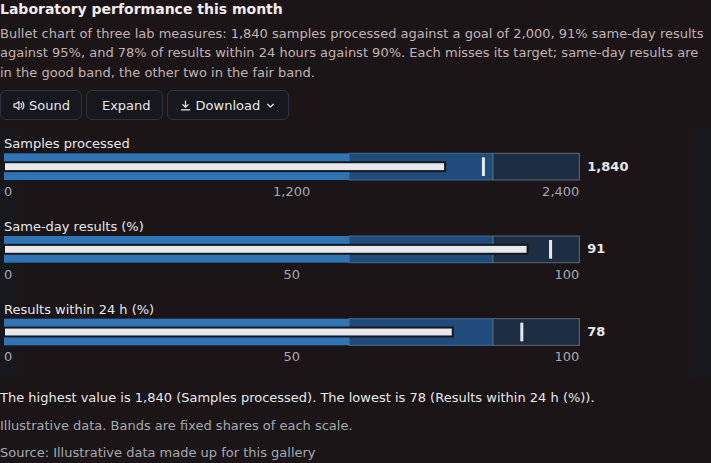 Laboratory performance this month
Bullet chart of three lab measures: 1,840 samples processed against a goal of 2,000, 91% same-day results
against 95%, and 78% of results within 24 hours against 90%. Each misses its target; same-day results are
in the good band, the other two in the fair band.
Sound Expand Download
Samples processed
1,840
0 1,200 2,400
Same-day results (%)
91
0 50 100
Results within 24 h (%)
78
0 50 100
The highest value is 1,840 (Samples processed). The lowest is 78 (Results within 24 h (%)).
Illustrative data. Bands are fixed shares of each scale.
Source: Illustrative data made up for this gallery